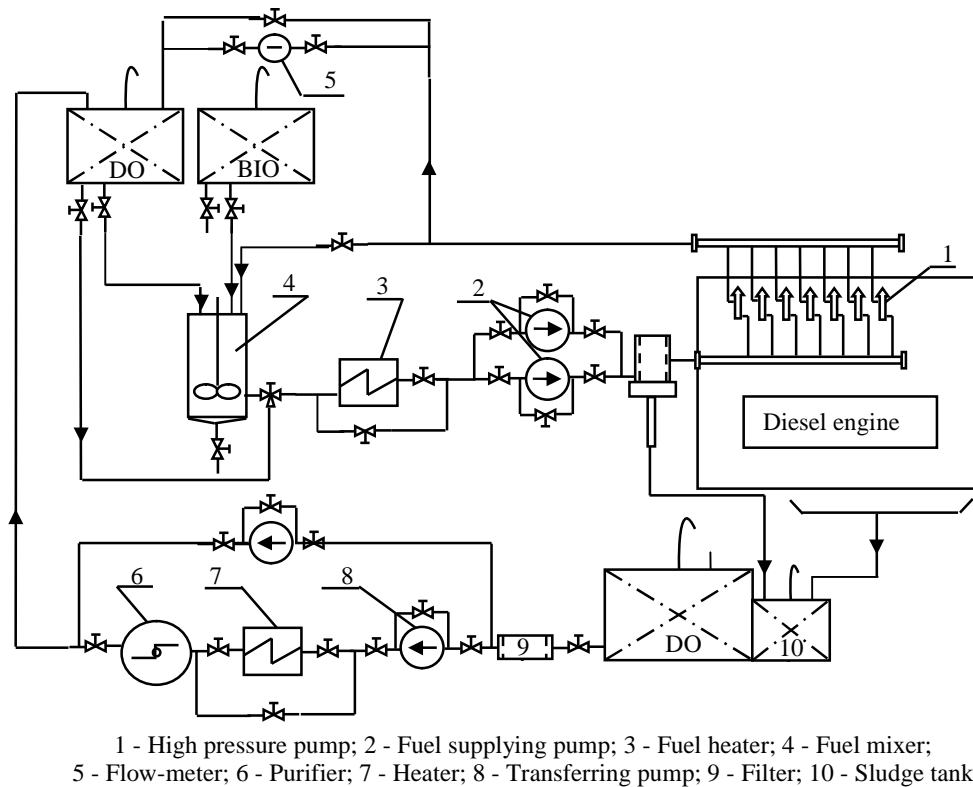 5
DO
BIO
1
4
3
2
Diesel engine
6
7
8
9
DO
10
1 - High pressure pump; 2 - Fuel supplying pump; 3 - Fuel heater; 4 - Fuel mixer;
5 - Flow-meter; 6 - Purifier; 7 - Heater; 8 - Transferring pump; 9 - Filter; 10 - Sludge tank